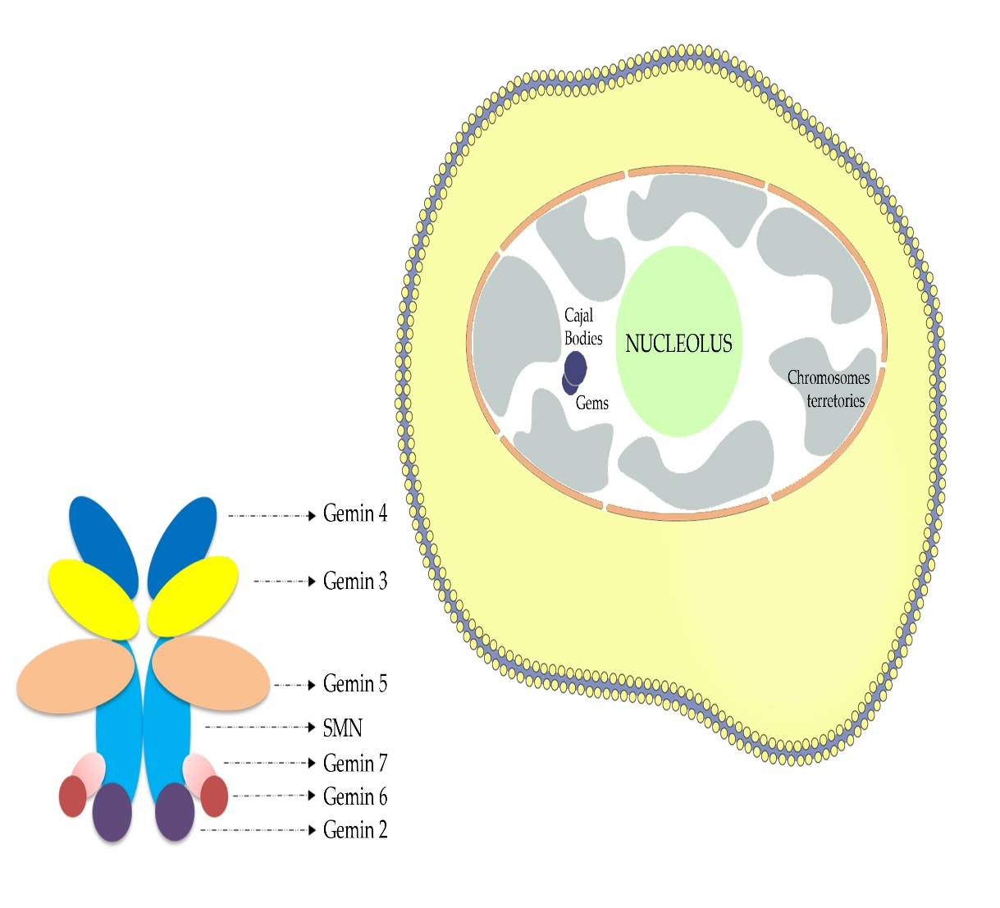 Cajal
Bodies
NUCLEOLUS
Gems
Chromosomes
terretories
Gemin 4
Gemin 3
Gemin 5
SMN
Gemin 7
Gemin 6
Gemin 2